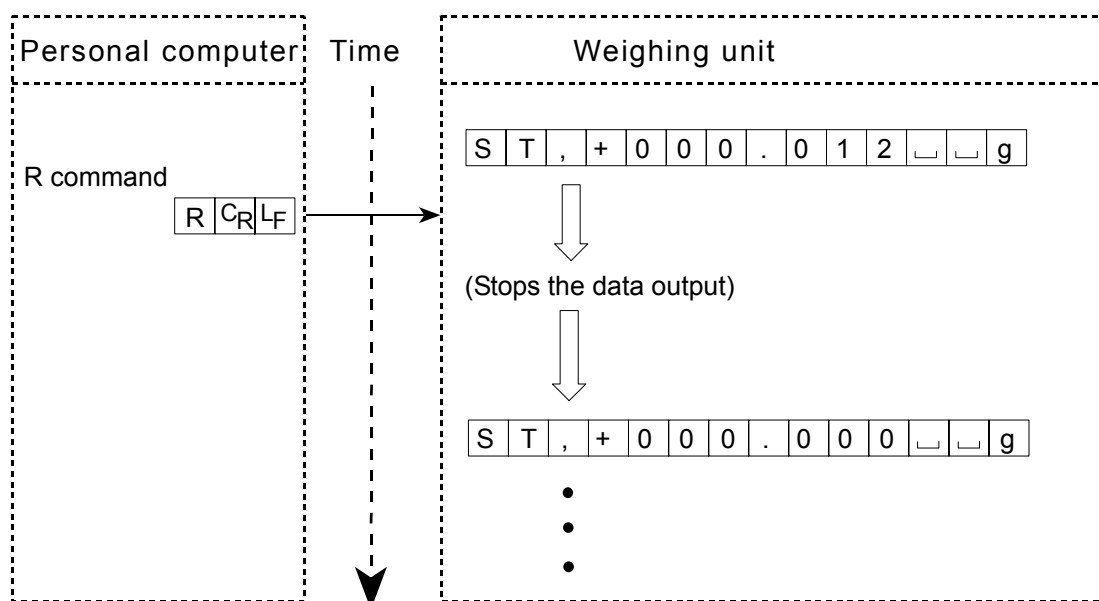 Personal computer Time Weighing unit
S T , + 0 0 0 . 0 1 2 ␣ ␣ g
R command
R CR LF
(Stops the data output)
S T , + 0 0 0 . 0 0 0 ␣ ␣ g